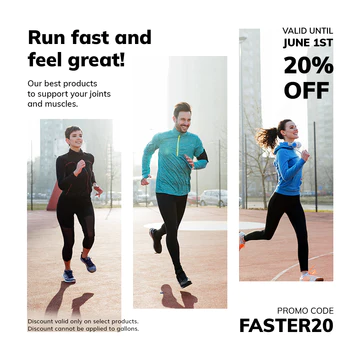 Run fast and
feel great!
Our best products
to support your joints
and muscles.
VALID UNTIL
JUNE 1ST
20%
OFF
Discount valid only on select products.
Discount cannot be applied to gallons.
PROMO CODE
FASTER20